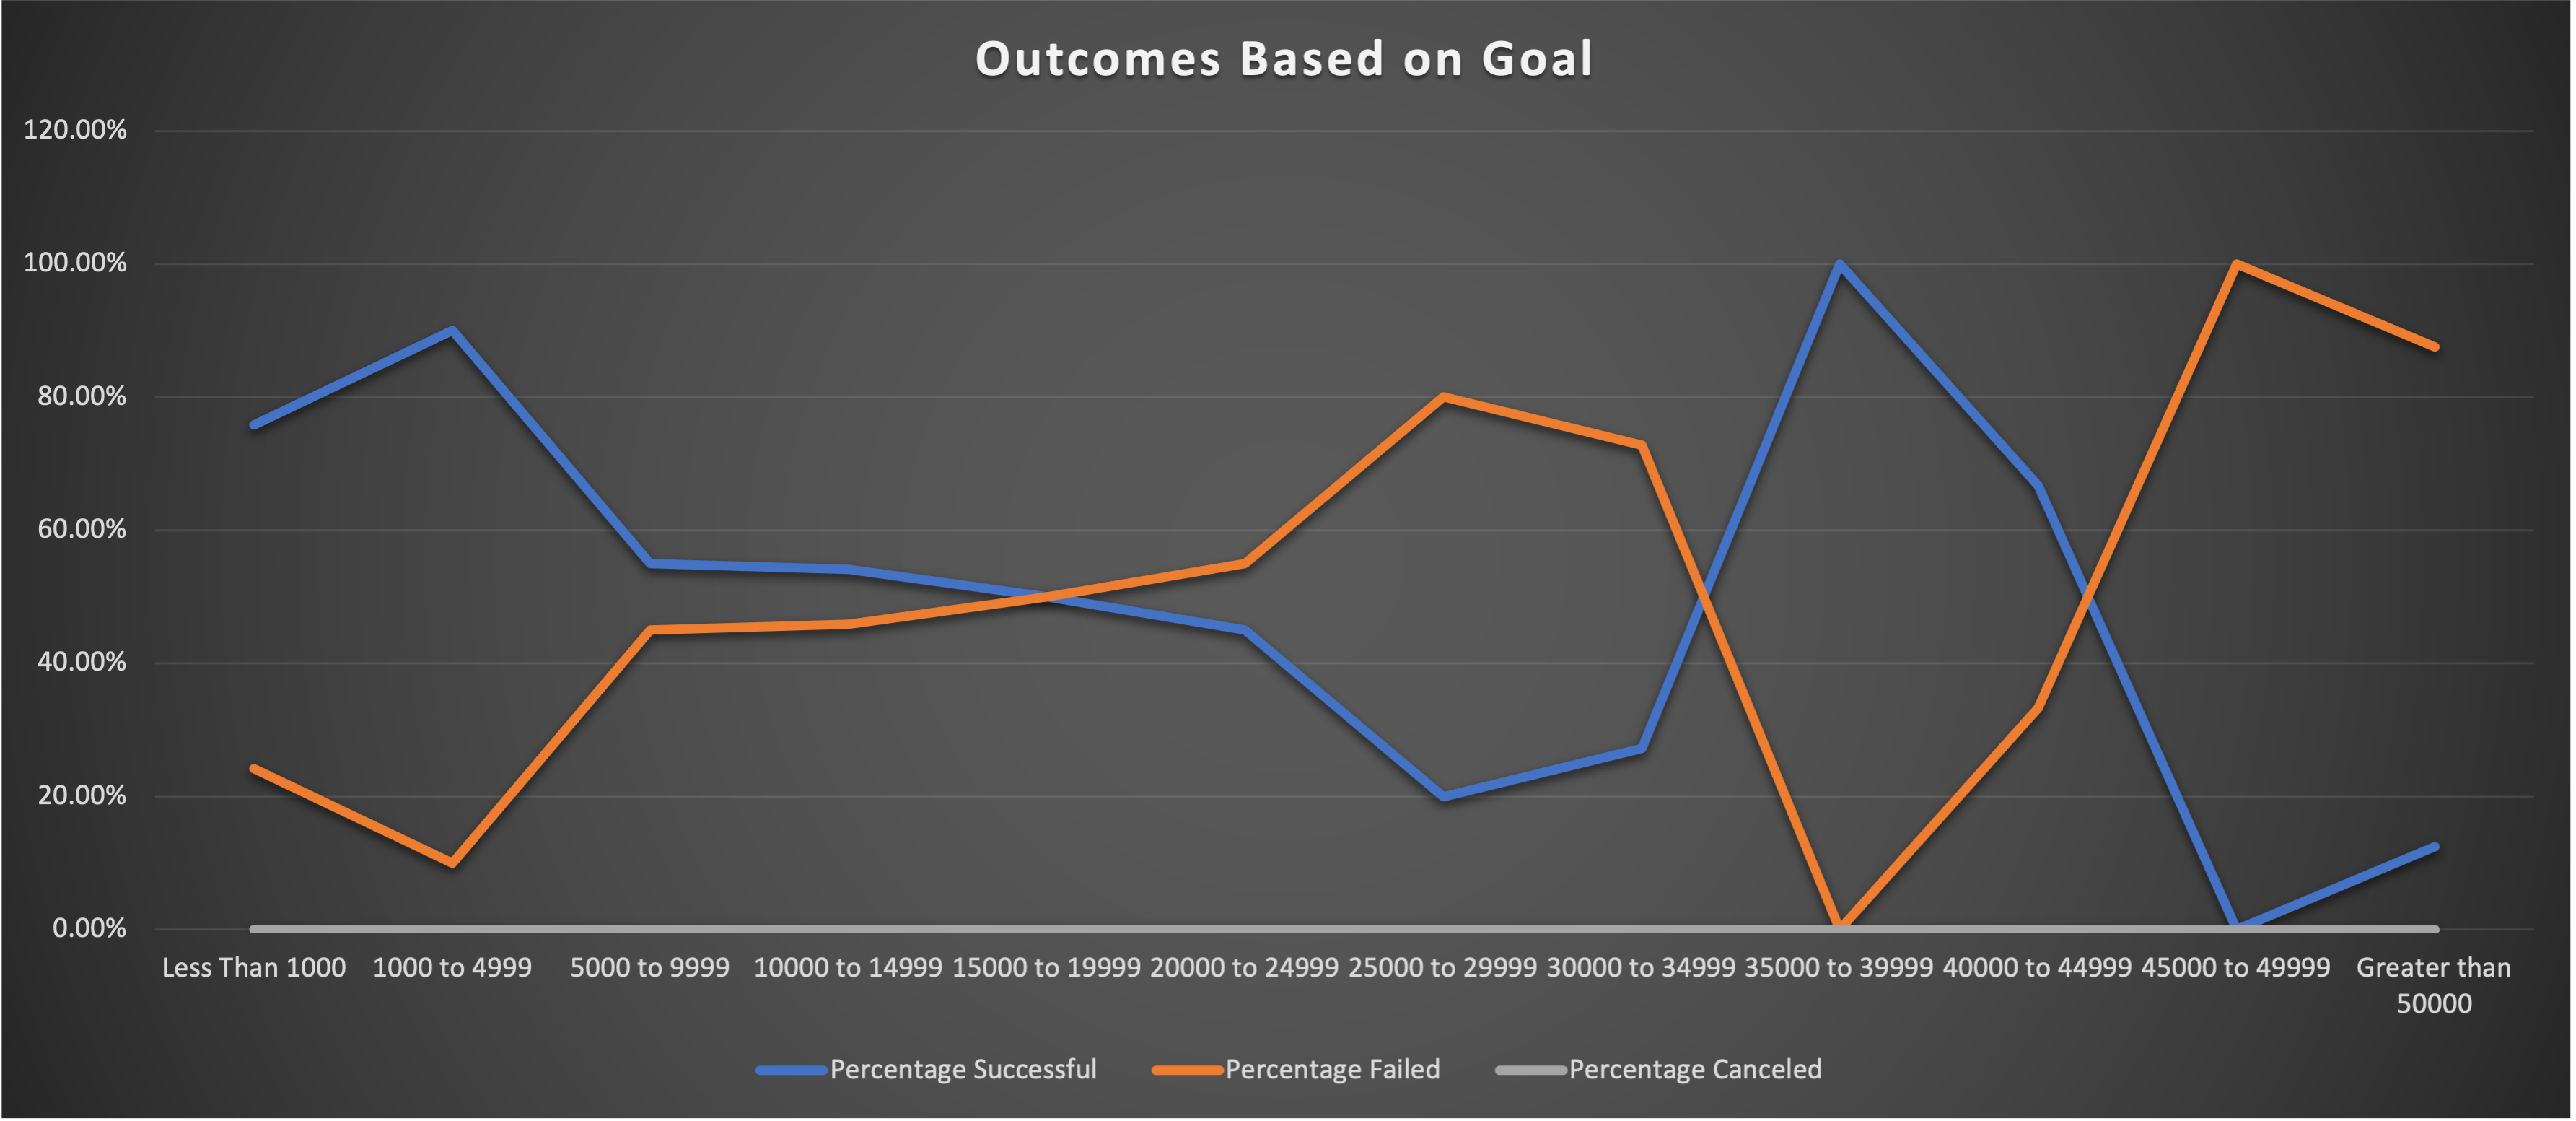 Outcomes Based on Goal
120.00%
100.00%
80.00%
60.00%
40.00%
20.00%
0.00%
Less Than 1000 1000 to 4999 5000 to 9999 10000 to 14999 15000 to 19999 20000 to 24999 25000 to 29999 30000 to 34999 35000 to 39999 40000 to 44999 45000 to 49999 Greater than
50000
Percentage Successful Percentage Failed Percentage Canceled